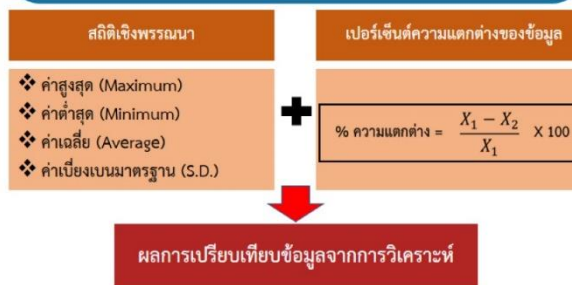 สถิติเชิงพรรณนา
❖ ค่าสูงสุด (Maximum)
❖ ค่าต่ำสุด (Minimum)
❖ ค่าเฉลี่ย (Average)
❖ ค่าเบี่ยงเบนมาตรฐาน (S.D.)
+
เปอร์เซ็นต์ความแตกต่างของข้อมูล
% ความแตกต่าง = (X₁ − X₂) / X₁ X 100
ผลการเปรียบเทียบข้อมูลจากการวิเคราะห์